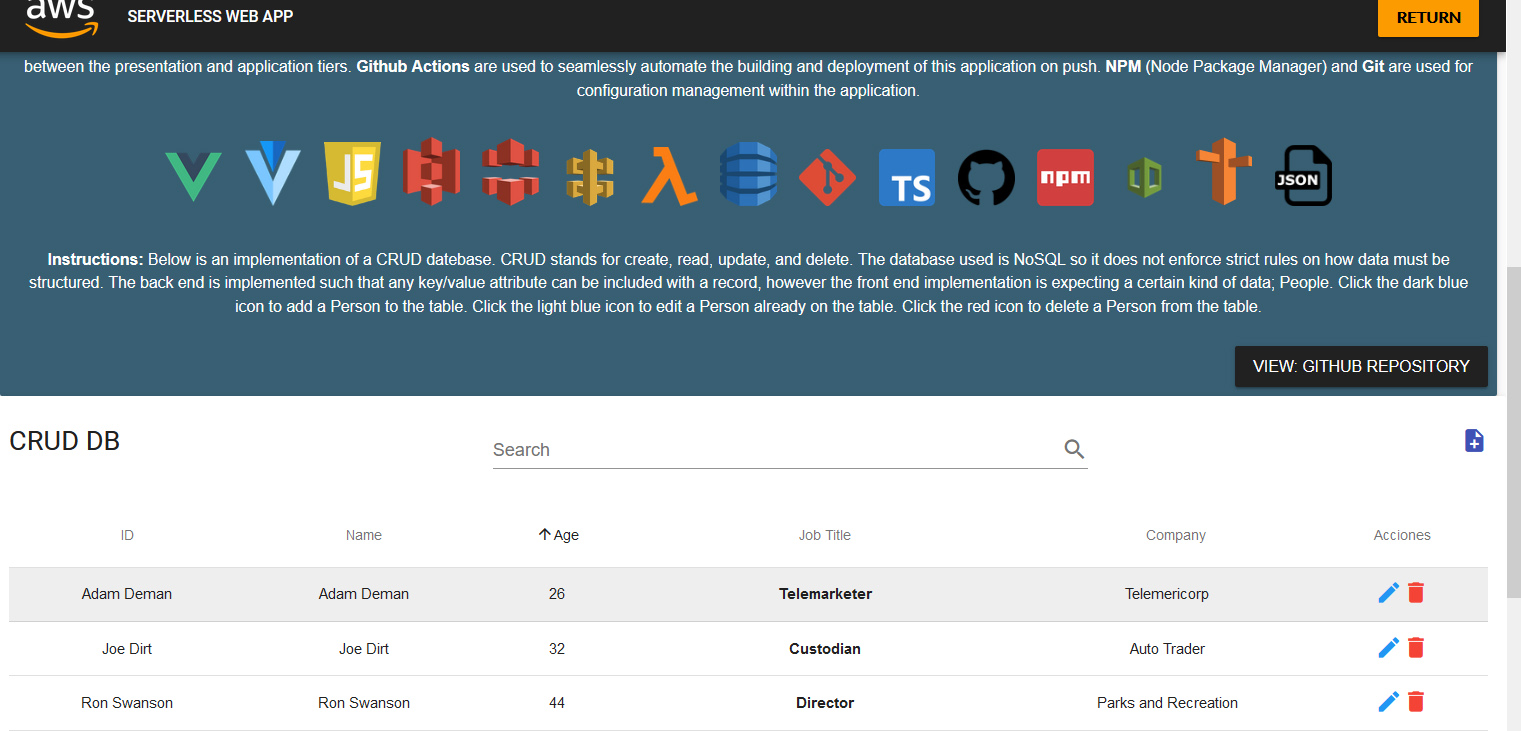 aws
SERVERLESS WEB APP
RETURN
between the presentation and application tiers. Github Actions are used to seamlessly automate the building and deployment of this application on push. NPM (Node Package Manager) and Git are used for
configuration management within the application.
JS
TS
npm
JSON
Instructions: Below is an implementation of a CRUD datebase. CRUD stands for create, read, update, and delete. The database used is NoSQL so it does not enforce strict rules on how data must be
structured. The back end is implemented such that any key/value attribute can be included with a record, however the front end implementation is expecting a certain kind of data; People. Click the dark blue
icon to add a Person to the table. Click the light blue icon to edit a Person already on the table. Click the red icon to delete a Person from the table.
VIEW: GITHUB REPOSITORY
CRUD DB
Search
ID Name Age Job Title Company Acciones
Adam Deman Adam Deman 26 Telemarketer Telemericorp
Joe Dirt Joe Dirt 32 Custodian Auto Trader
Ron Swanson Ron Swanson 44 Director Parks and Recreation